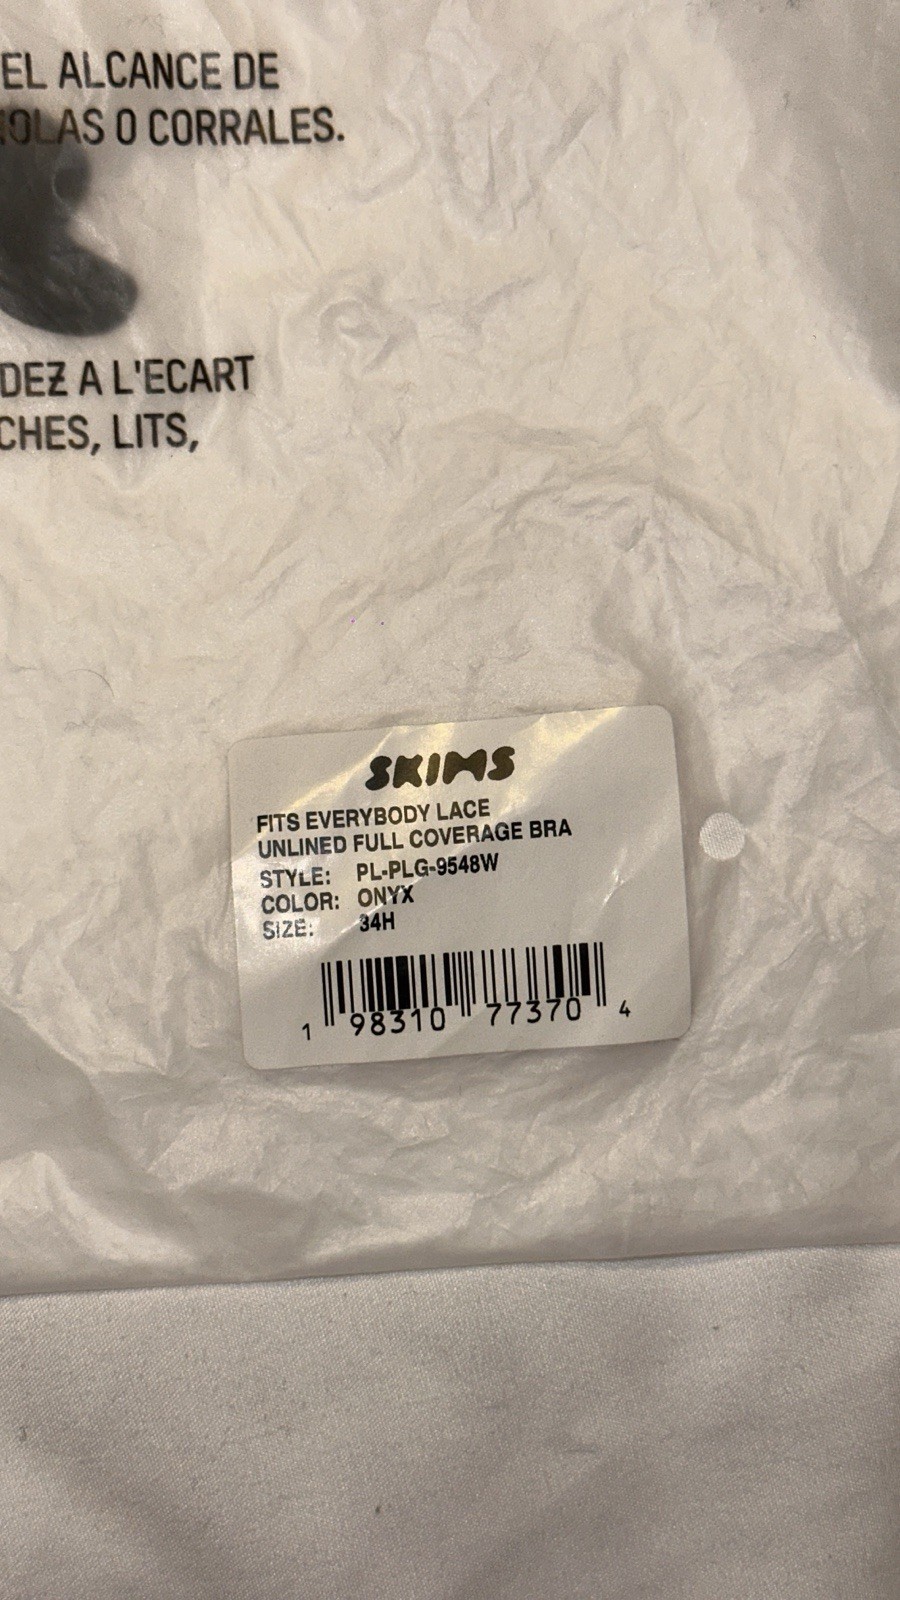 EL ALCANCE DE
OLAS O CORRALES.
DEZ A L'ECART
CHES, LITS,
SKIMS
FITS EVERYBODY LACE
UNLINED FULL COVERAGE BRA
STYLE: PL-PLG-9548W
COLOR: ONYX
SIZE: 34H
1 98310 77370 4